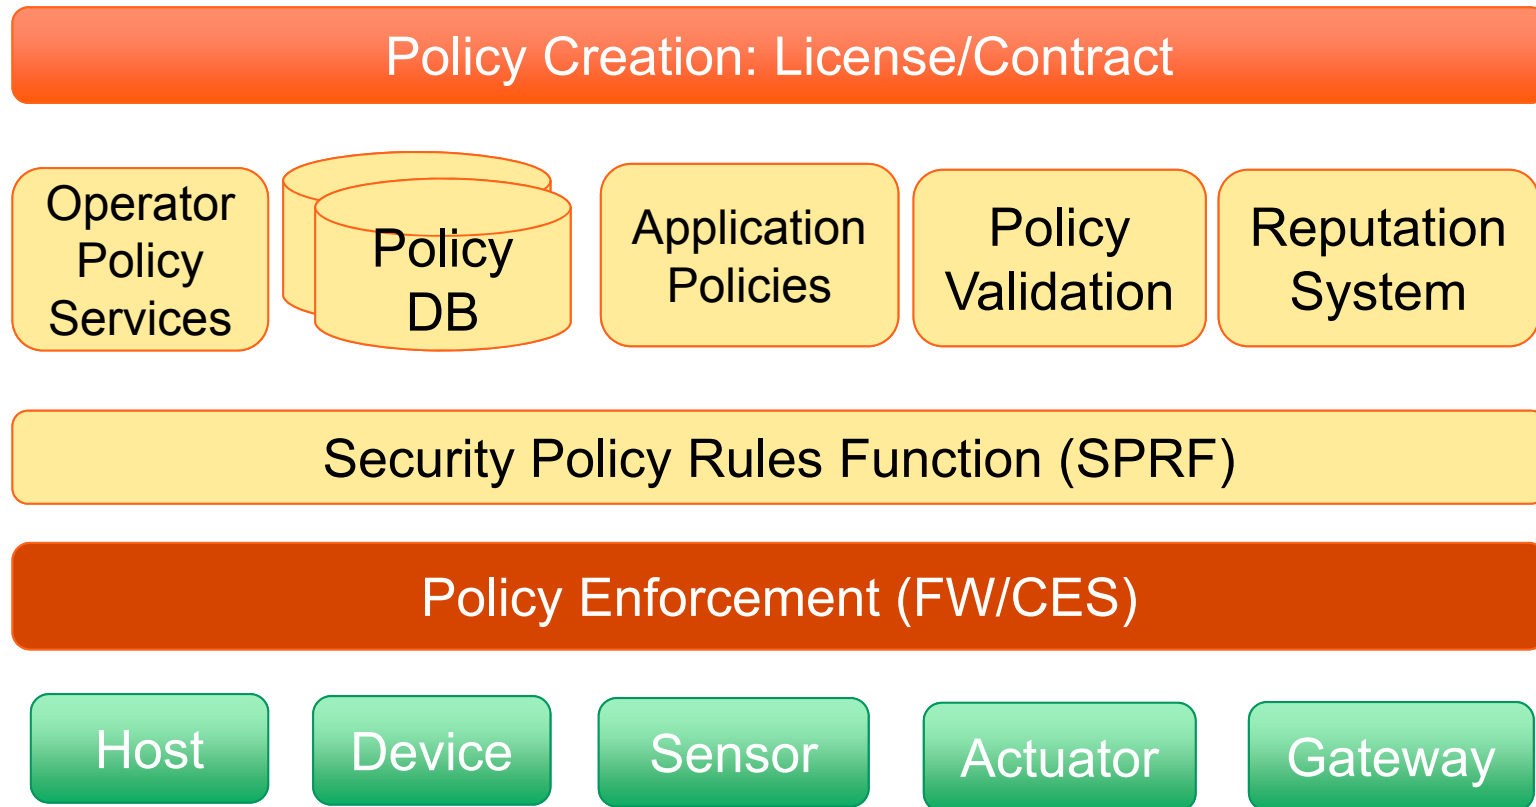 Policy Creation: License/Contract
Operator
Policy
Services
Policy
DB
Application
Policies
Policy
Validation
Reputation
System
Security Policy Rules Function (SPRF)
Policy Enforcement (FW/CES)
Host
Device
Sensor
Actuator
Gateway